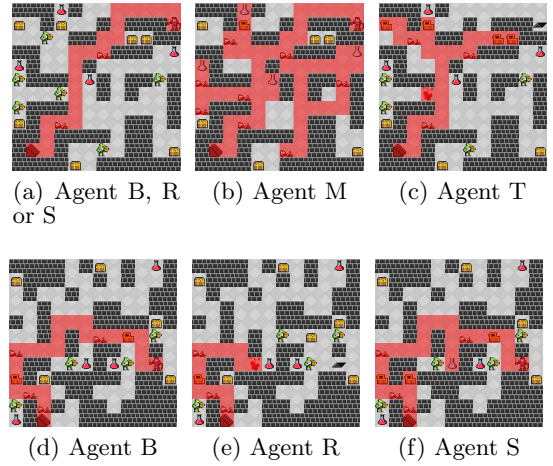 (a) Agent B, R (b) Agent M (c) Agent T
or S
(d) Agent B (e) Agent R (f) Agent S